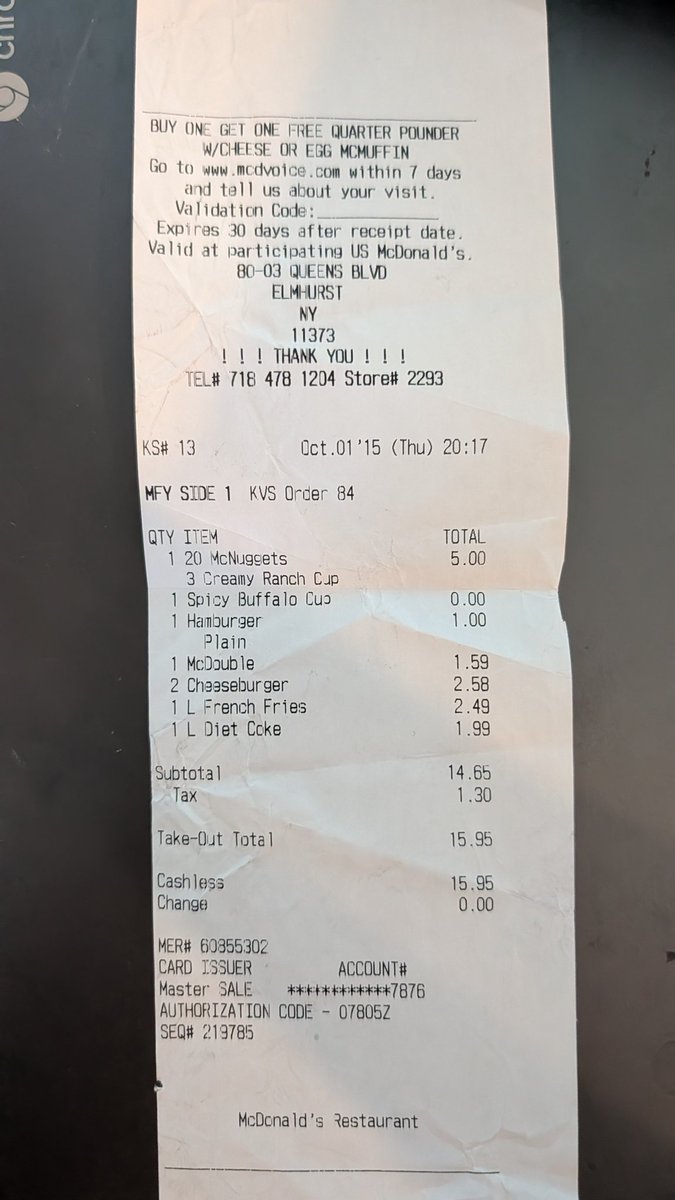 chro
BUY ONE GET ONE FREE QUARTER POUNDER
W/CHEESE OR EGG MCMUFFIN
Go to www.mcdvoice.com within 7 days
and tell us about your visit.
Validation Code:______________
Expires 30 days after receipt date.
Valid at participating US McDonald's.
80-03 QUEENS BLVD
ELMHURST
NY
11373
! ! ! THANK YOU ! ! !
TEL# 718 478 1204 Store# 2293
KS# 13 Oct.01'15 (Thu) 20:17
MFY SIDE 1 KVS Order 84
QTY ITEM TOTAL
1 20 McNuggets 5.00
3 Creamy Ranch Cup
1 Spicy Buffalo Cup 0.00
1 Hamburger 1.00
Plain
1 McDouble 1.59
2 Cheeseburger 2.58
1 L French Fries 2.49
1 L Diet Coke 1.99
Subtotal 14.65
Tax 1.30
Take-Out Total 15.95
Cashless 15.95
Change 0.00
MER# 60855302
CARD ISSUER ACCOUNT#
Master SALE ************7876
AUTHORIZATION CODE - 07805Z
SEQ# 219785
McDonald's Restaurant